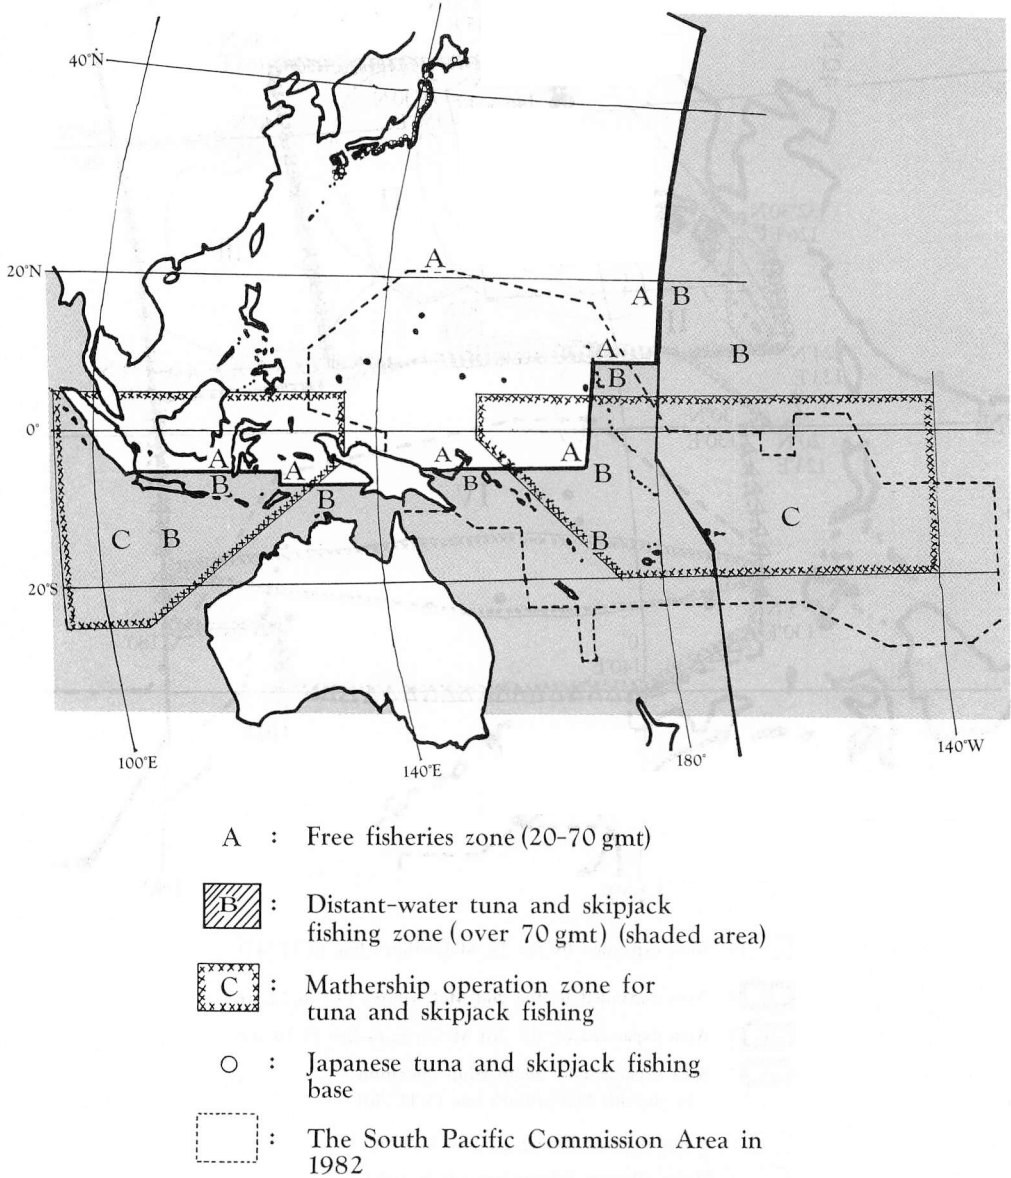 40°N
20°N
A
A B
A
B
B
0°
A
A
A
A
B
B
B
B
C B
B
C
20°S
100°E
140°E
180°
140°W
A : Free fisheries zone (20-70 gmt)
B : Distant-water tuna and skipjack
fishing zone (over 70 gmt) (shaded area)
C : Mathership operation zone for
tuna and skipjack fishing
○ : Japanese tuna and skipjack fishing
base
: The South Pacific Commission Area in
1982